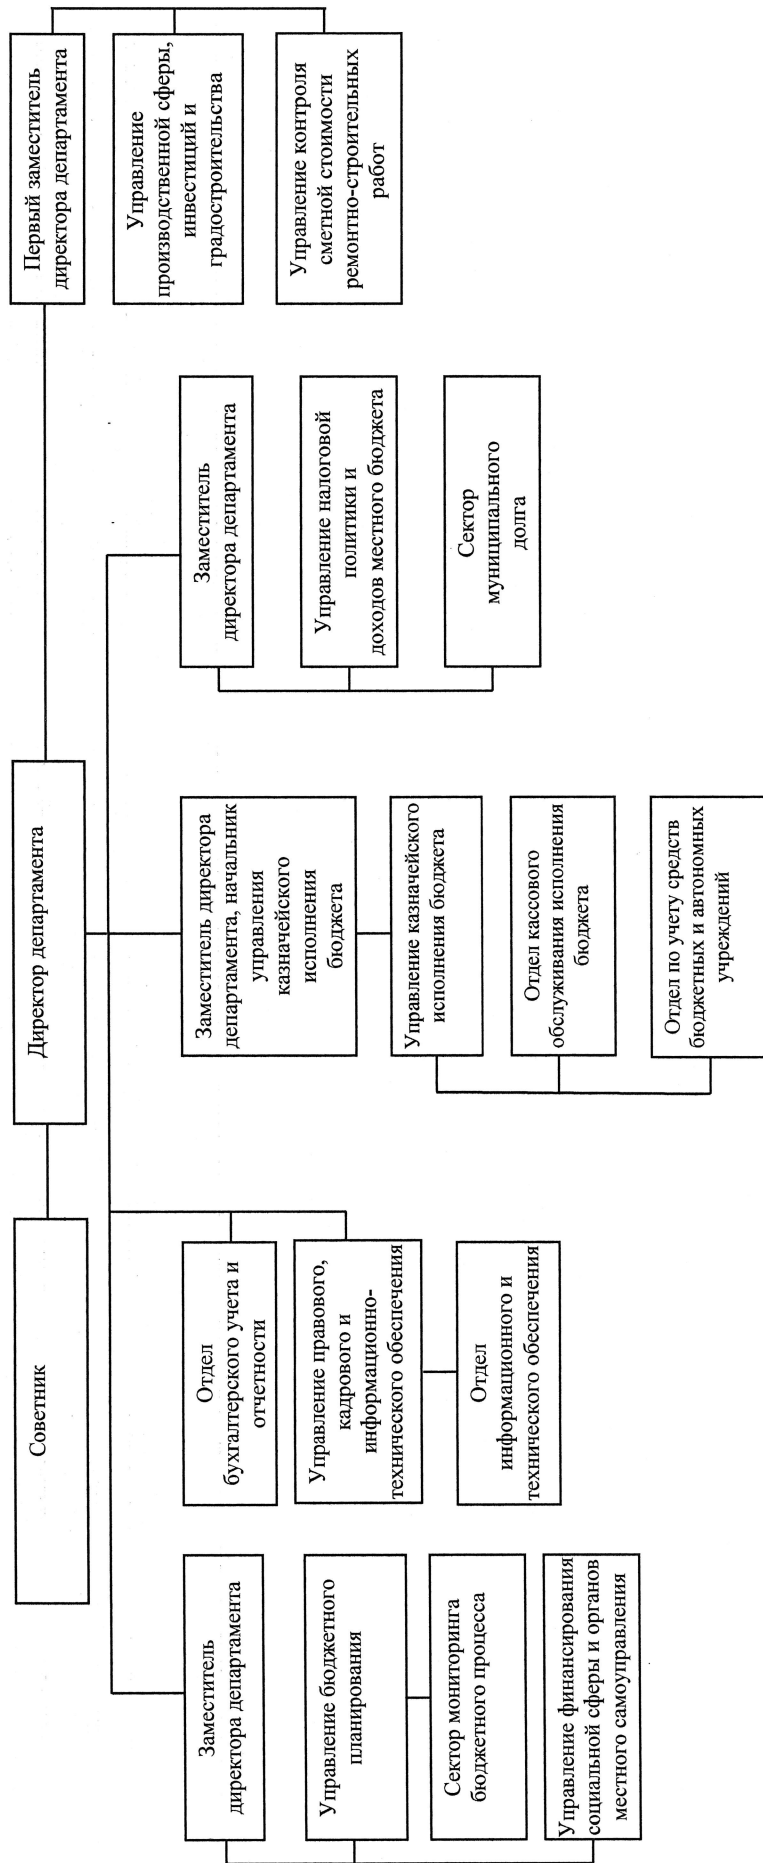 Советник
Директор департамента
Первый заместитель
директора департамента
Управление
производственной сферы,
инвестиций и
градостроительства
Управление контроля
сметной стоимости
ремонтно-строительных
работ
Заместитель
директора департамента
Управление бюджетного
планирования
Сектор мониторинга
бюджетного процесса
Управление финансирования
социальной сферы и органов
местного самоуправления
Отдел
бухгалтерского учета и
отчетности
Управление правового,
кадрового и
информационно-
технического обеспечения
Отдел
информационного и
технического обеспечения
Заместитель директора
департамента, начальник
управления
казначейского
исполнения
бюджета
Управление казначейского
исполнения бюджета
Отдел кассового
обслуживания исполнения
бюджета
Отдел по учету средств
бюджетных и автономных
учреждений
Заместитель
директора департамента
Управление налоговой
политики и
доходов местного бюджета
Сектор
муниципального
долга